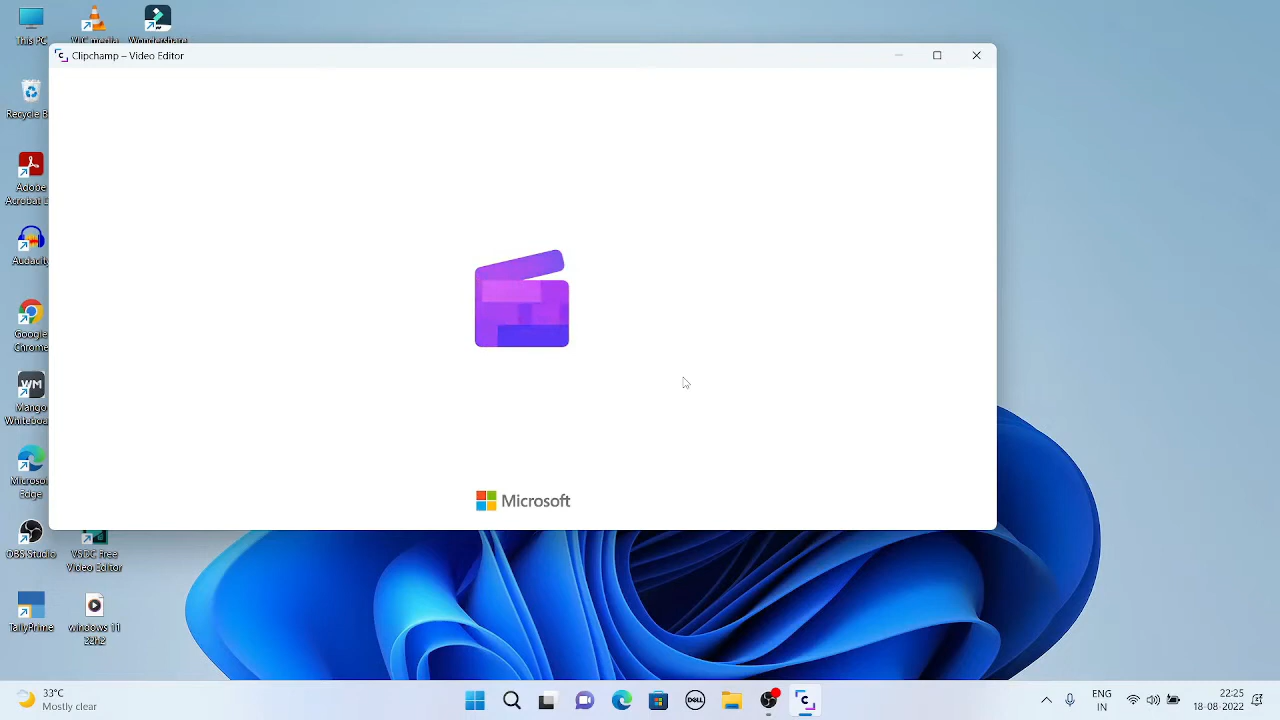 This PC
VLC media
Wondershare
Clipchamp – Video Editor
Recycle B
Adobe
Acrobat
Audacity
Google
Chrome
WM
Mango
Whiteboa
Microso
Edge
OBS Studio
VSDC Free
Video Editor
TallyPrime
windows 11
22h2
Microsoft
33°C
Mostly clear
DELL
ENG
IN
22:25
18-08-2022